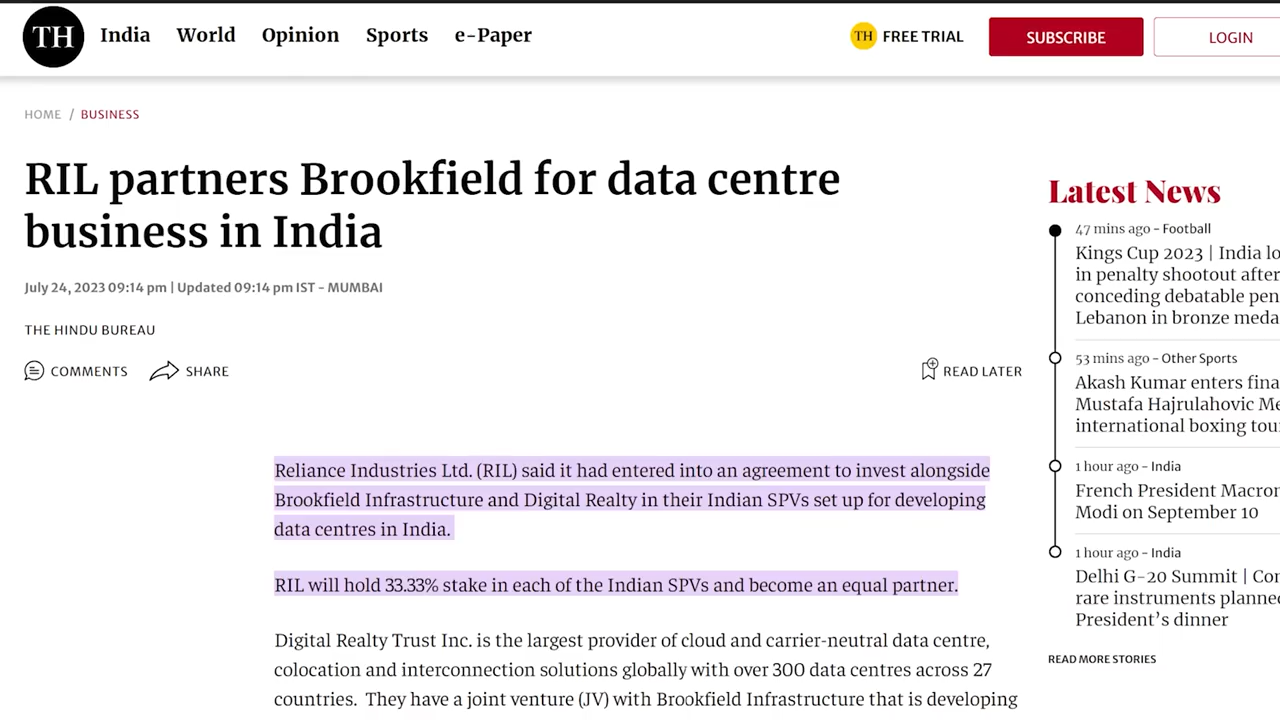 TH India World Opinion Sports e-Paper TH FREE TRIAL SUBSCRIBE LOGIN
HOME / BUSINESS
RIL partners Brookfield for data centre
business in India
July 24, 2023 09:14 pm | Updated 09:14 pm IST - MUMBAI
THE HINDU BUREAU
COMMENTS SHARE READ LATER
Reliance Industries Ltd. (RIL) said it had entered into an agreement to invest alongside
Brookfield Infrastructure and Digital Realty in their Indian SPVs set up for developing
data centres in India.
RIL will hold 33.33% stake in each of the Indian SPVs and become an equal partner.
Digital Realty Trust Inc. is the largest provider of cloud and carrier-neutral data centre,
colocation and interconnection solutions globally with over 300 data centres across 27
countries. They have a joint venture (JV) with Brookfield Infrastructure that is developing
Latest News
47 mins ago - Football
Kings Cup 2023 | India lo
in penalty shootout after
conceding debatable pen
Lebanon in bronze meda
53 mins ago - Other Sports
Akash Kumar enters fina
Mustafa Hajrulahovic Me
international boxing tou
1 hour ago - India
French President Macron
Modi on September 10
1 hour ago - India
Delhi G-20 Summit | Con
rare instruments planned
President's dinner
READ MORE STORIES